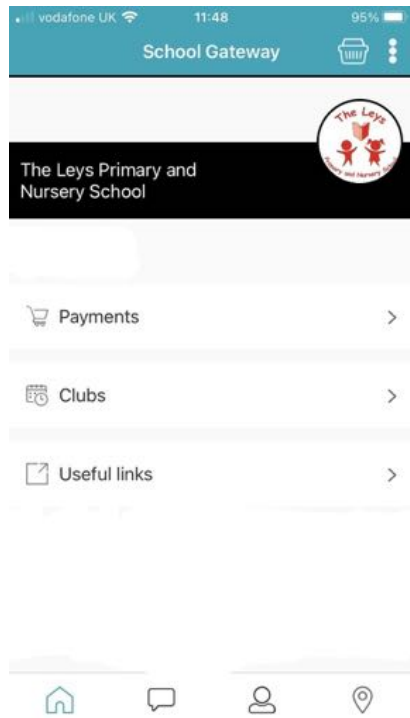 vodafone UK 11:48 95%
School Gateway
The Leys
Primary and Nursery School
The Leys Primary and
Nursery School
Payments
Clubs
Useful links